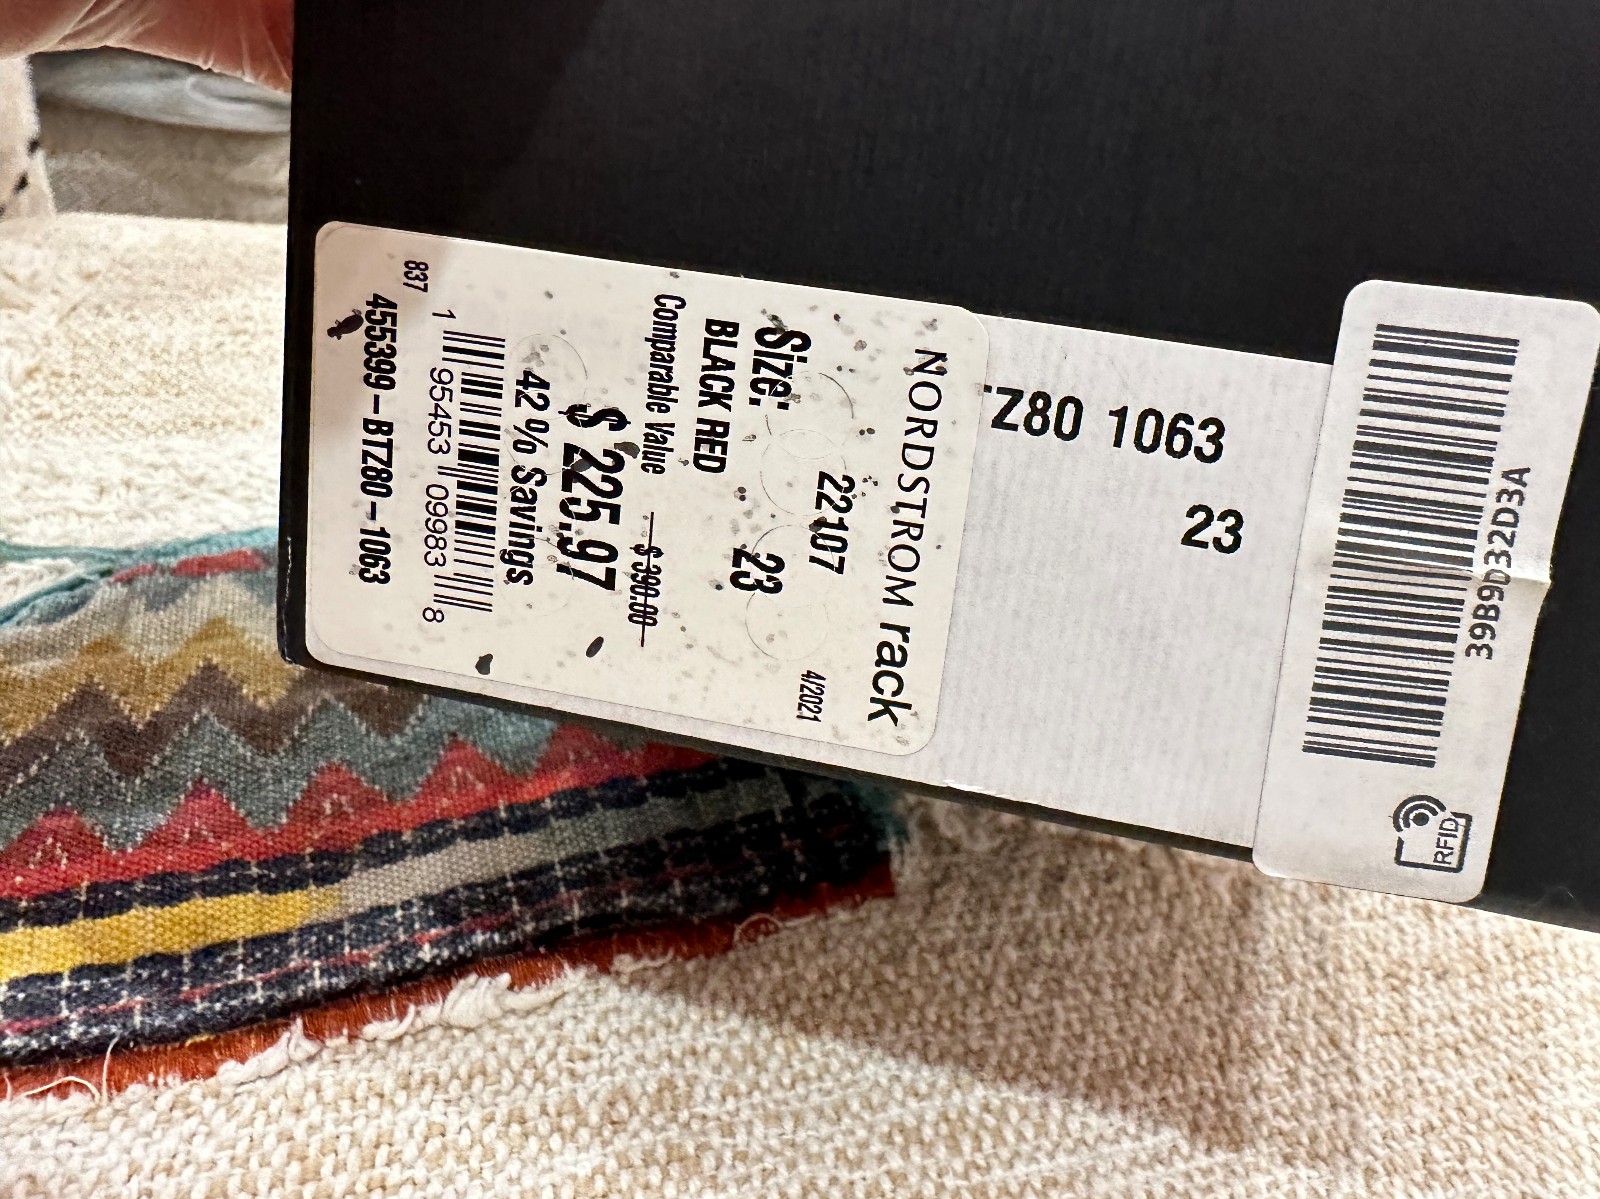 NORDSTROM rack
22107 4/2021
Size: 23
BLACK RED
Comparable Value $ 390.00
$ 225.97
42 % Savings
1 95453 09983 8
837
455399-BTZ80-1063
Z80 1063
23
39B9D32D3A
RFID